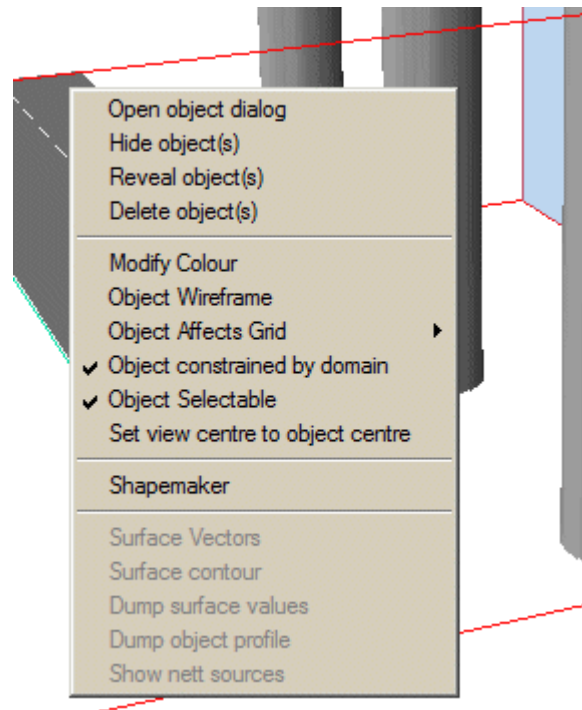 Open object dialog
Hide object(s)
Reveal object(s)
Delete object(s)
Modify Colour
Object Wireframe
Object Affects Grid
Object constrained by domain
Object Selectable
Set view centre to object centre
Shapemaker
Surface Vectors
Surface contour
Dump surface values
Dump object profile
Show nett sources